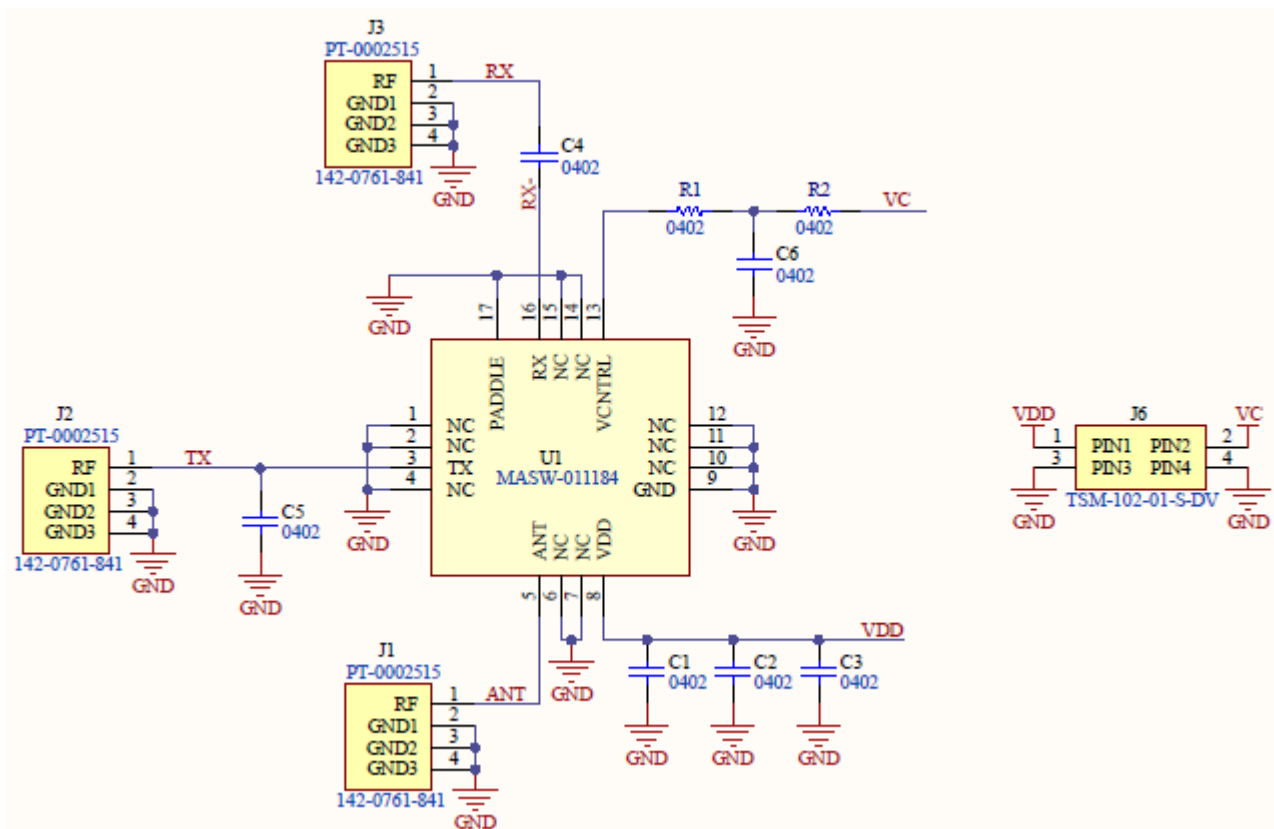 J3
PT-0002515
RF 1 RX
GND1 2
GND2 3
GND3 4
142-0761-841
GND
C4
0402
RX-
R1
0402
R2
0402
VC
C6
0402
GND
GND
17
16
15
14
13
PADDLE
RX
NC
NC
VCNTRL
1 NC
2 NC
3 TX
4 NC
U1
MASW-011184
NC 12
NC 11
NC 10
GND 9
ANT
NC
NC
VDD
5
6
7
8
GND
GND
J2
PT-0002515
RF 1 TX
GND1 2
GND2 3
GND3 4
142-0761-841
GND
C5
0402
GND
J1
PT-0002515
RF 1 ANT
GND1 2
GND2 3
GND3 4
142-0761-841
GND
GND
VDD
C1
0402
GND
C2
0402
GND
C3
0402
GND
J6
VDD
VC
1 PIN1 PIN2 2
3 PIN3 PIN4 4
TSM-102-01-S-DV
GND
GND